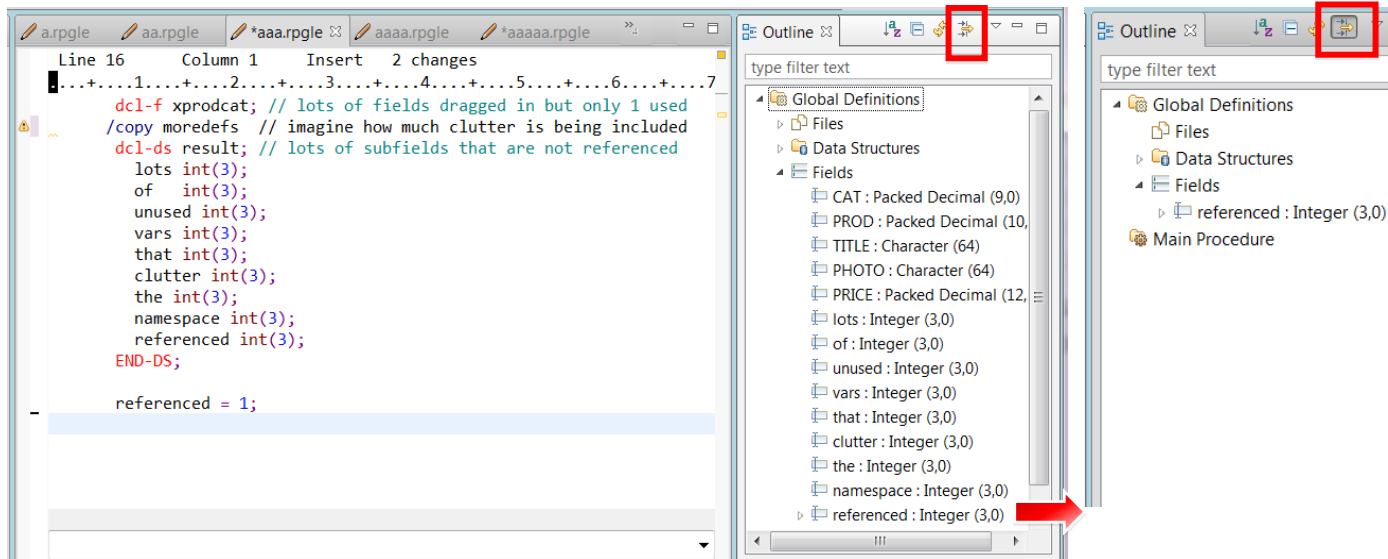 a.rpgle aa.rpgle *aaa.rpgle aaaa.rpgle *aaaaa.rpgle
Line 16 Column 1 Insert 2 changes
...+....1....+....2....+....3....+....4....+....5....+....6....+....7
dcl-f xprodcat; // lots of fields dragged in but only 1 used
/copy moredefs // imagine how much clutter is being included
dcl-ds result; // lots of subfields that are not referenced
lots int(3);
of int(3);
unused int(3);
vars int(3);
that int(3);
clutter int(3);
the int(3);
namespace int(3);
referenced int(3);
END-DS;
referenced = 1;
Outline
type filter text
Global Definitions
Files
Data Structures
Fields
CAT : Packed Decimal (9,0)
PROD : Packed Decimal (10,
TITLE : Character (64)
PHOTO : Character (64)
PRICE : Packed Decimal (12,
lots : Integer (3,0)
of : Integer (3,0)
unused : Integer (3,0)
vars : Integer (3,0)
that : Integer (3,0)
clutter : Integer (3,0)
the : Integer (3,0)
namespace : Integer (3,0)
referenced : Integer (3,0)
Outline
type filter text
Global Definitions
Files
Data Structures
Fields
referenced : Integer (3,0)
Main Procedure